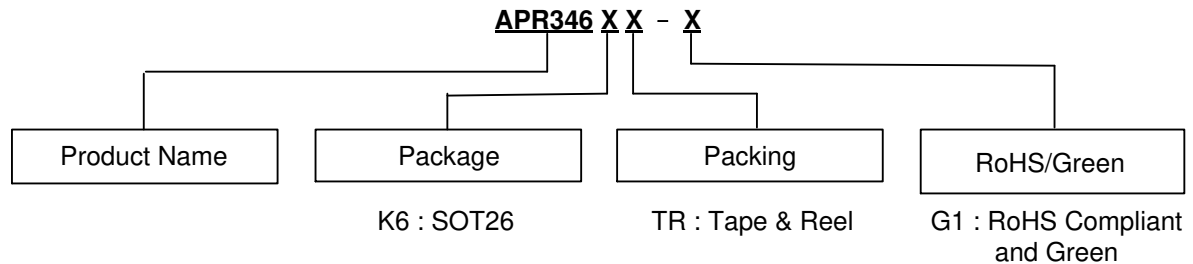 APR346 X X - X
Product Name
Package
Packing
RoHS/Green
K6 : SOT26
TR : Tape & Reel
G1 : RoHS Compliant
and Green